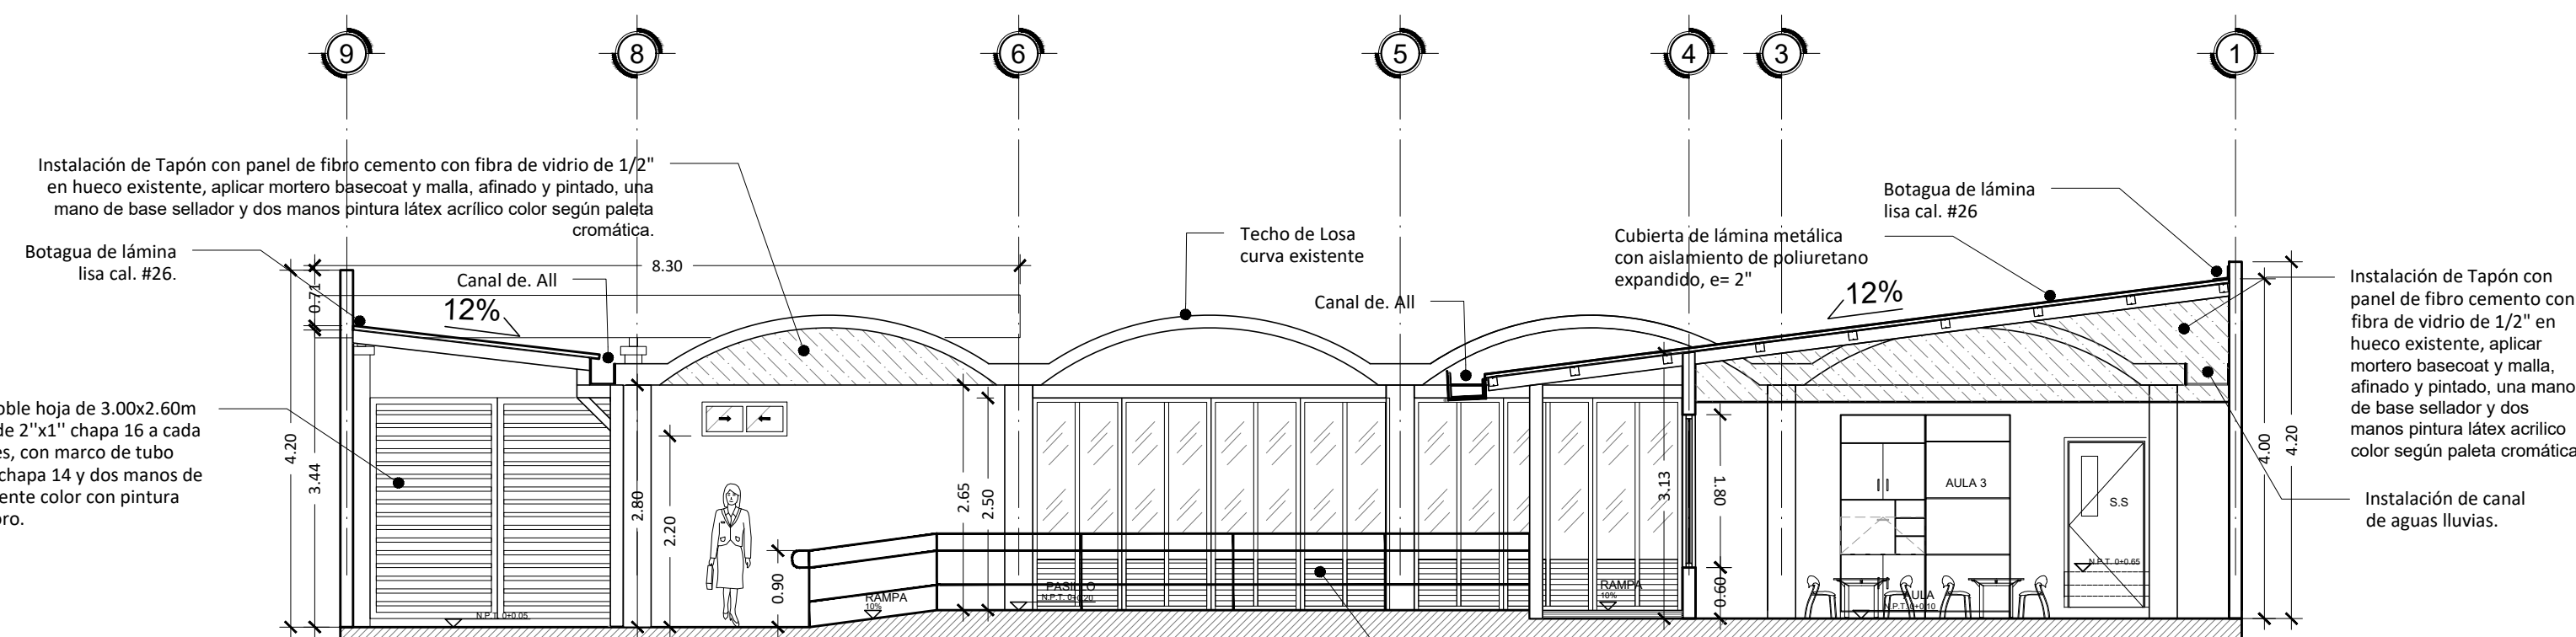 9
8
6
5
4
3
1
Instalación de Tapón con panel de fibro cemento con fibra de vidrio de 1/2"
en hueco existente, aplicar mortero basecoat y malla, afinado y pintado, una
mano de base sellador y dos manos pintura látex acrílico color según paleta
cromática.
Botagua de lámina
lisa cal. #26.
Canal de. All
12%
8.30
0.71
Techo de Losa
curva existente
Canal de. All
Cubierta de lámina metálica
con aislamiento de poliuretano
expandido, e= 2"
12%
Botagua de lámina
lisa cal. #26
Instalación de Tapón con
panel de fibro cemento con
fibra de vidrio de 1/2" en
hueco existente, aplicar
mortero basecoat y malla,
afinado y pintado, una mano
de base sellador y dos
manos pintura látex acrilico
color según paleta cromática
Instalación de canal
de aguas lluvias.
oble hoja de 3.00x2.60m
de 2''x1'' chapa 16 a cada
es, con marco de tubo
chapa 14 y dos manos de
ente color con pintura
bro.
4.20
3.44
2.80
2.20
0.90
2.65
2.50
3.13
1.80
0.60
4.00
4.20
N.P.T. 0+0.05
RAMPA
10%
PASILLO
N.P.T. 0+0.20
RAMPA
10%
AULA 3
S.S
N.P.T. 0+0.65
AULA
N.P.T. 0+0.10